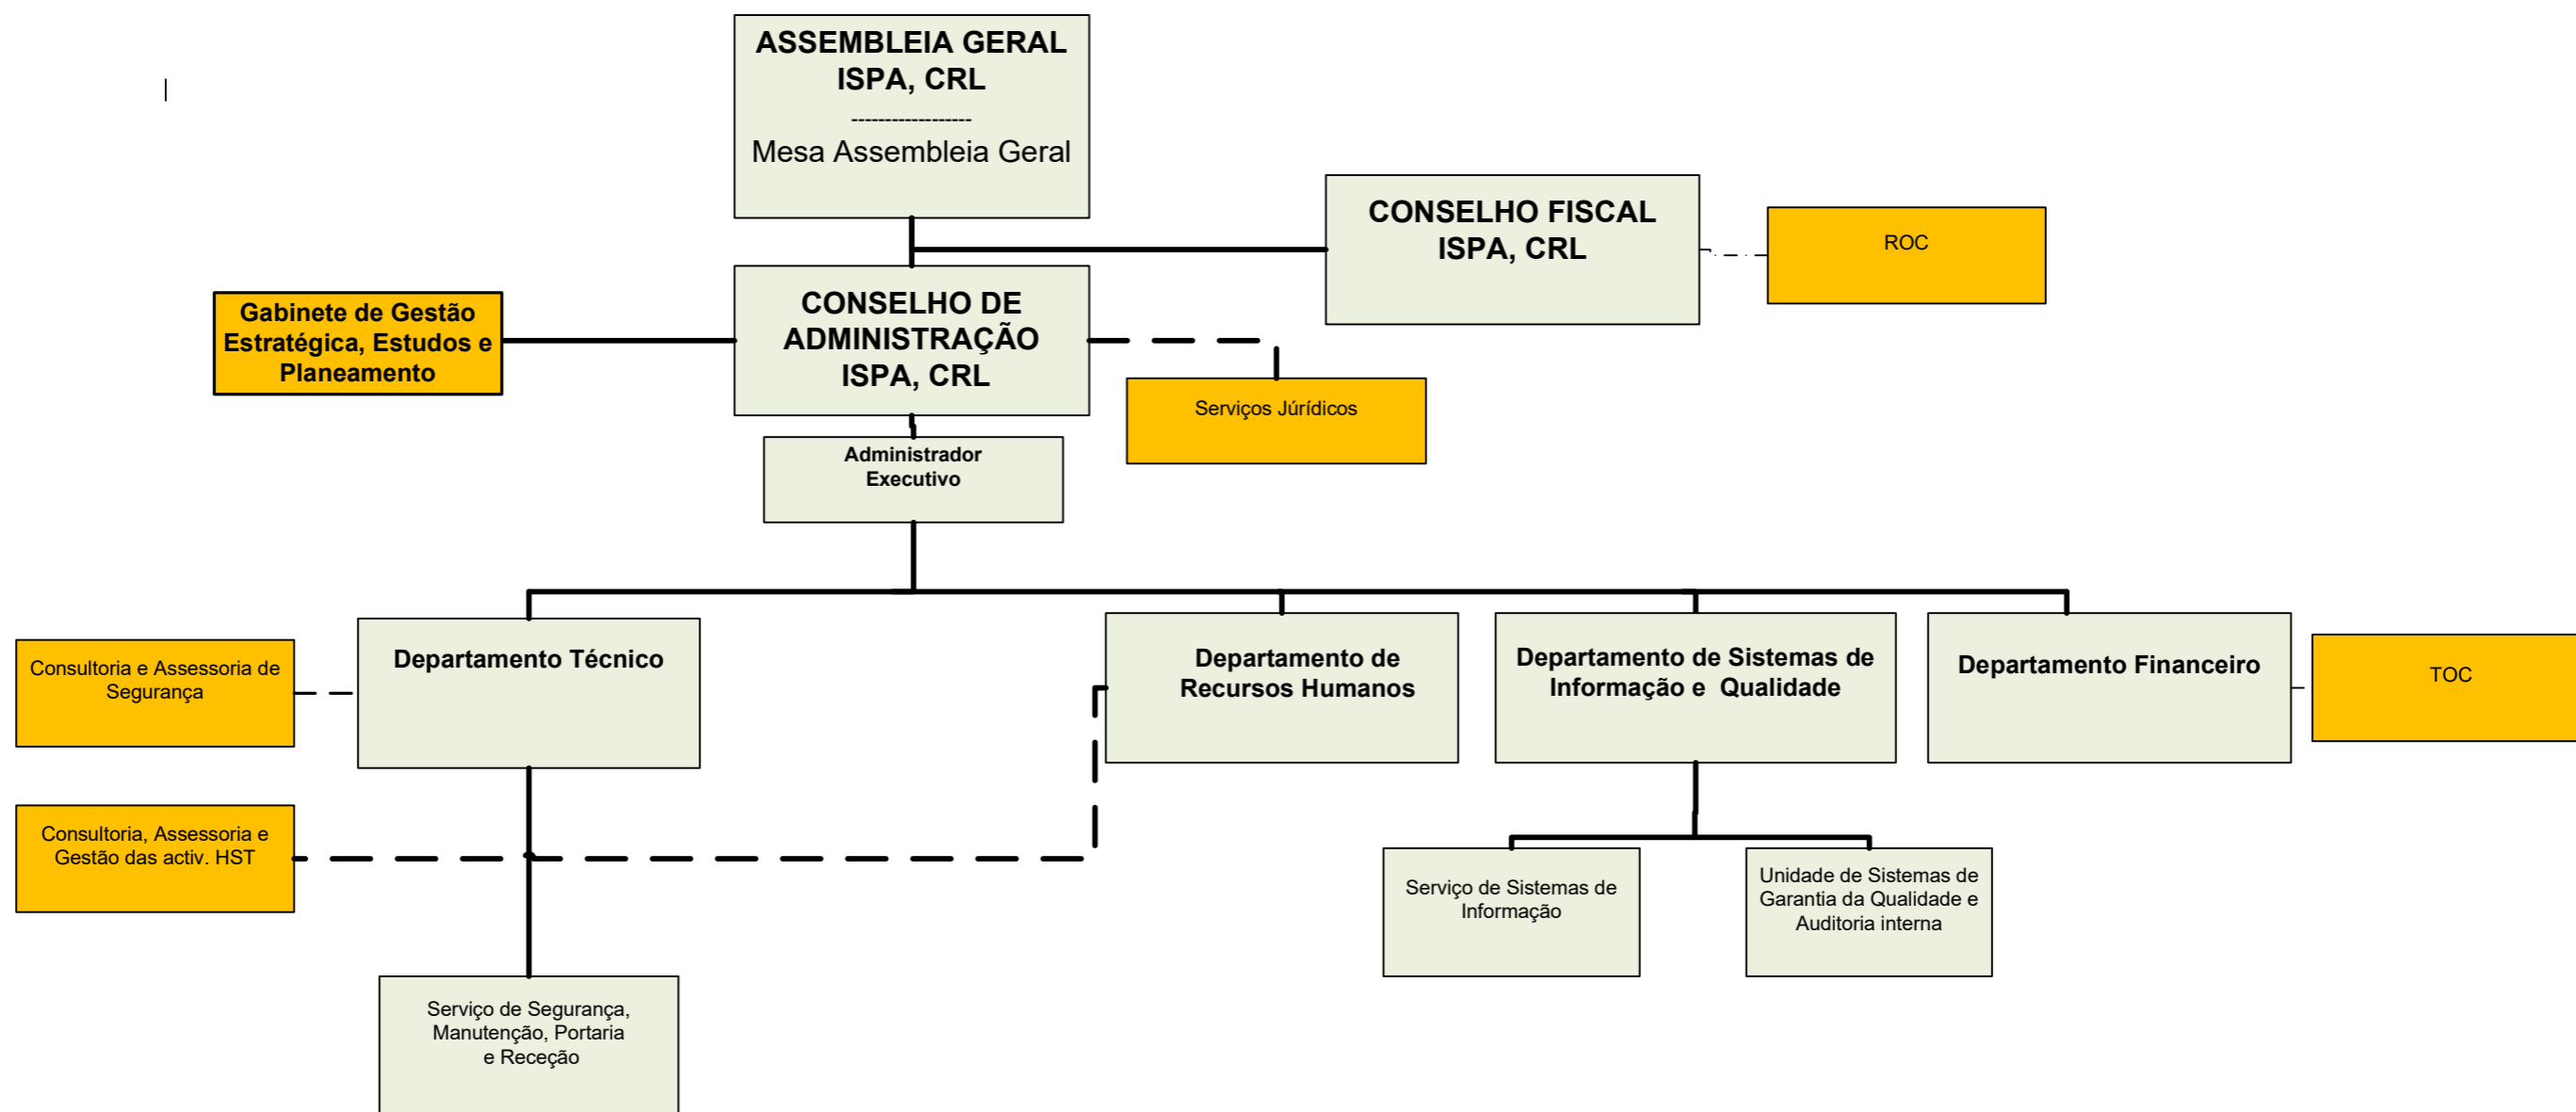 ASSEMBLEIA GERAL
ISPA, CRL
------------------
Mesa Assembleia Geral
CONSELHO FISCAL
ISPA, CRL
ROC
Gabinete de Gestão
Estratégica, Estudos e
Planeamento
CONSELHO DE
ADMINISTRAÇÃO
ISPA, CRL
Serviços Júrídicos
Administrador
Executivo
Consultoria e Assessoria de
Segurança
Departamento Técnico
Departamento de
Recursos Humanos
Departamento de Sistemas de
Informação e  Qualidade
Departamento Financeiro
TOC
Consultoria, Assessoria e
Gestão das activ. HST
Serviço de Sistemas de
Informação
Unidade de Sistemas de
Garantia da Qualidade e
Auditoria interna
Serviço de Segurança,
Manutenção, Portaria
e Receção